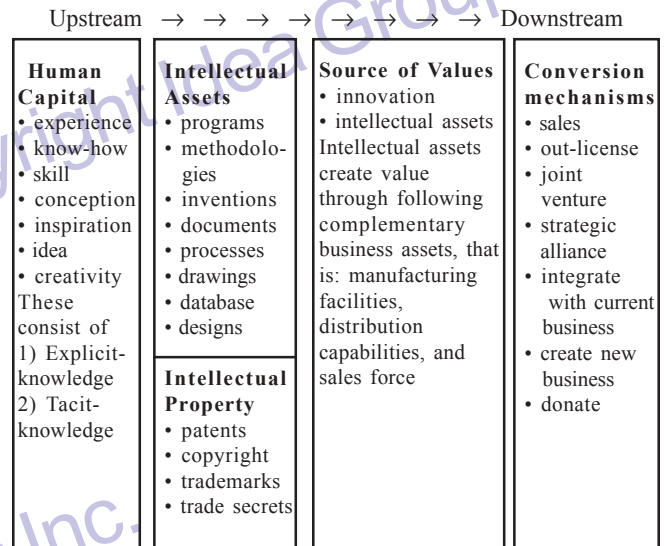 Upstream → → → → → → → → → Downstream
Human
Capital
• experience
• know-how
• skill
• conception
• inspiration
• idea
• creativity
These
consist of
1) Explicit-
knowledge
2) Tacit-
knowledge
Intellectual
Assets
• programs
• methodolo-
gies
• inventions
• documents
• processes
• drawings
• database
• designs
Intellectual
Property
• patents
• copyright
• trademarks
• trade secrets
Source of Values
• innovation
• intellectual assets
Intellectual assets
create value
through following
complementary
business assets, that
is: manufacturing
facilities,
distribution
capabilities, and
sales force
Conversion
mechanisms
• sales
• out-license
• joint
venture
• strategic
alliance
• integrate
with current
business
• create new
business
• donate
yright Idea Group
Inc.